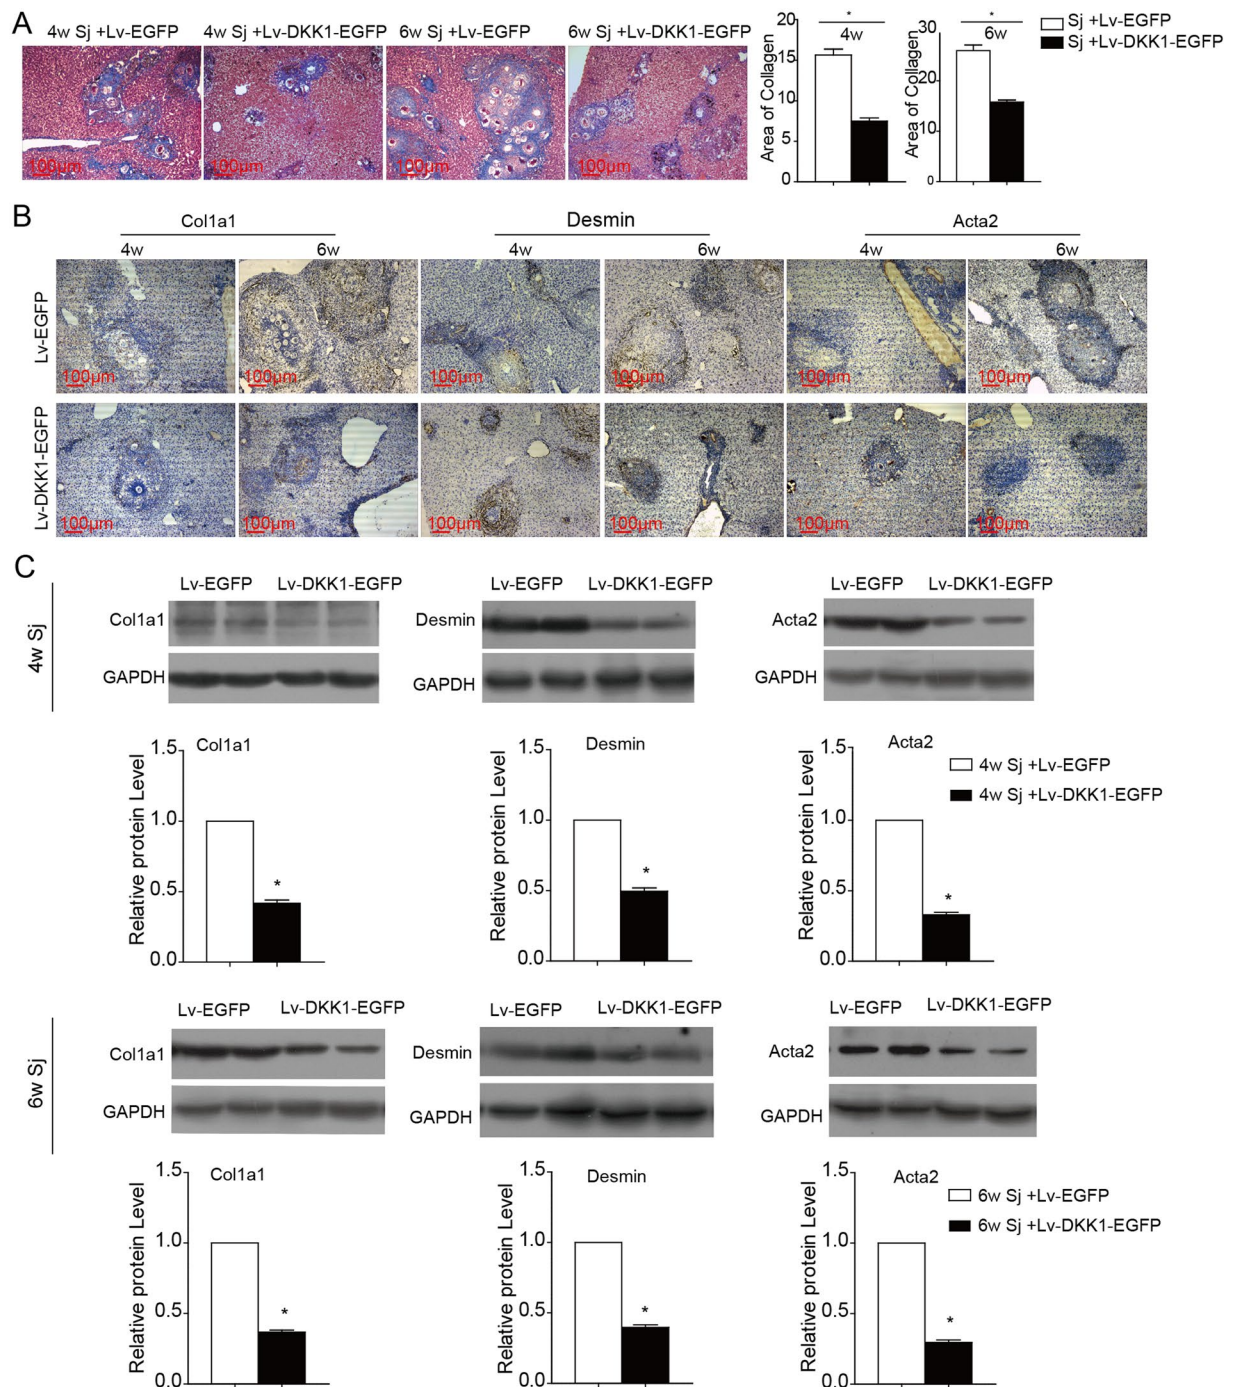 A
4w Sj +Lv-EGFP 4w Sj +Lv-DKK1-EGFP 6w Sj +Lv-EGFP 6w Sj +Lv-DKK1-EGFP
100μm 100μm 100μm 100μm
Area of Collagen
20
15
10
5
0
*
4w
Area of Collagen
30
20
10
0
*
6w
Sj +Lv-EGFP
Sj +Lv-DKK1-EGFP
B
Col1a1 Desmin Acta2
4w 6w 4w 6w 4w 6w
Lv-EGFP
100μm 100μm 100μm 100μm 100μm 100μm
Lv-DKK1-EGFP
100μm 100μm 100μm 100μm 100μm 100μm
C
4w Sj
Lv-EGFP Lv-DKK1-EGFP Lv-EGFP Lv-DKK1-EGFP Lv-EGFP Lv-DKK1-EGFP
Col1a1 Desmin Acta2
GAPDH GAPDH GAPDH
Relative protein Level
1.5
1.0
0.5
0.0
Col1a1
*
Relative protein Level
1.5
1.0
0.5
0.0
Desmin
*
Relative protein Level
1.5
1.0
0.5
0.0
Acta2
*
4w Sj +Lv-EGFP
4w Sj +Lv-DKK1-EGFP
6w Sj
Lv-EGFP Lv-DKK1-EGFP Lv-EGFP Lv-DKK1-EGFP Lv-EGFP Lv-DKK1-EGFP
Col1a1 Desmin Acta2
GAPDH GAPDH GAPDH
Relative protein Level
1.5
1.0
0.5
0.0
Col1a1
*
Relative protein Level
1.5
1.0
0.5
0.0
Desmin
*
Relative protein Level
1.5
1.0
0.5
0.0
Acta2
*
6w Sj +Lv-EGFP
6w Sj +Lv-DKK1-EGFP